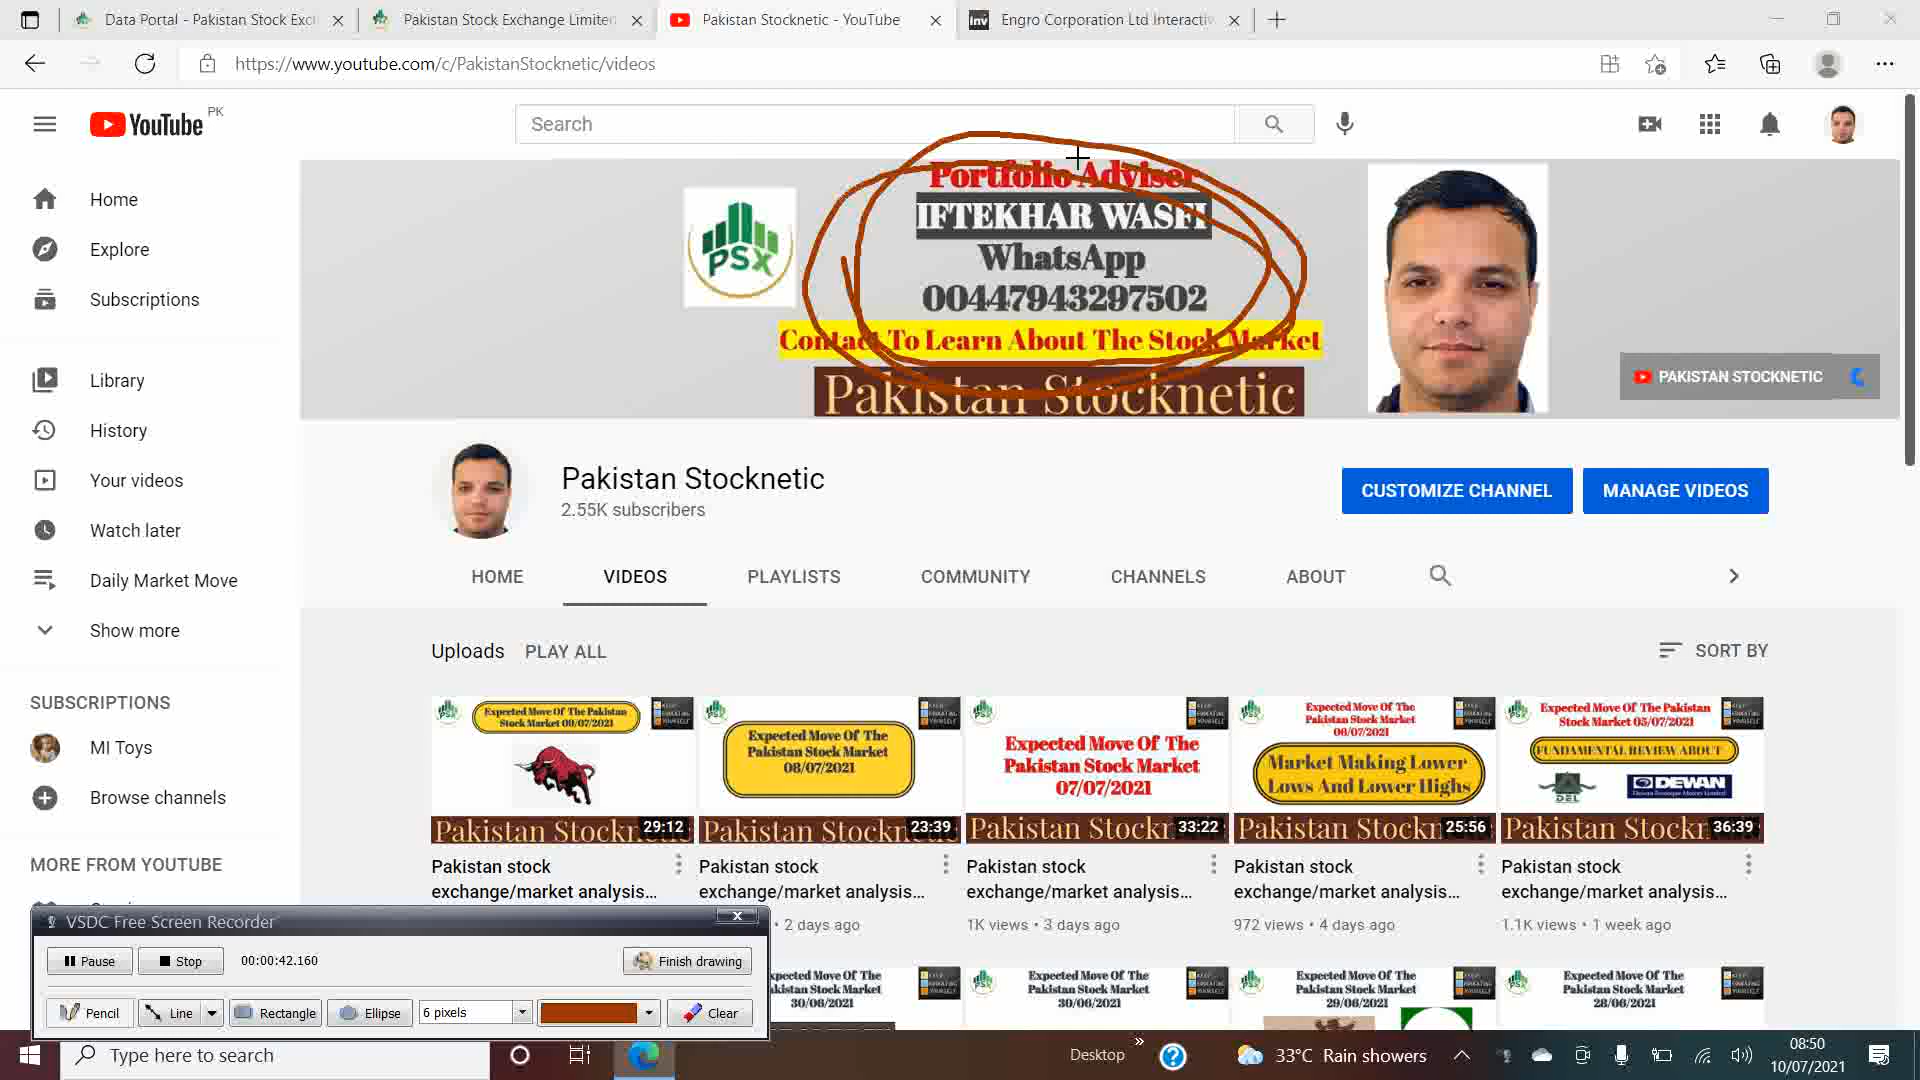 Data Portal - Pakistan Stock Exc
Pakistan Stock Exchange Limite
Pakistan Stocknetic - YouTube
Engro Corporation Ltd Interactiv
https://www.youtube.com/c/PakistanStocknetic/videos
YouTube PK
Search
Portfolio Adviser
IFTEKHAR WASFI
WhatsApp
00447943297502
Contact To Learn About The Stock Market
Pakistan Stocknetic
PSX
PAKISTAN STOCKNETIC
Home
Explore
Subscriptions
Library
History
Your videos
Watch later
Daily Market Move
Show more
SUBSCRIPTIONS
MI Toys
Browse channels
MORE FROM YOUTUBE
Pakistan Stocknetic
2.55K subscribers
CUSTOMIZE CHANNEL
MANAGE VIDEOS
HOME
VIDEOS
PLAYLISTS
COMMUNITY
CHANNELS
ABOUT
Uploads
PLAY ALL
SORT BY
Expected Move Of The Pakistan
Stock Market 09/07/2021
Pakistan Stockn
29:12
Pakistan stock
exchange/market analysis...
Expected Move Of The
Pakistan Stock Market
08/07/2021
Pakistan Stockn
23:39
Pakistan stock
exchange/market analysis...
• 2 days ago
Expected Move Of The
Pakistan Stock Market
07/07/2021
Pakistan Stockr
33:22
Pakistan stock
exchange/market analysis...
1K views • 3 days ago
Expected Move Of The
Pakistan Stock Market
06/07/2021
Market Making Lower
Lows And Lower Highs
Pakistan Stockn
25:56
Pakistan stock
exchange/market analysis...
972 views • 4 days ago
Expected Move Of The Pakistan
Stock Market 05/07/2021
FUNDAMENTAL REVIEW ABOUT
DEL
DEWAN
Pakistan Stockr
36:39
Pakistan stock
exchange/market analysis...
1.1K views • 1 week ago
xpected Move Of The
akistan Stock Market
30/06/2021
Expected Move Of The
Pakistan Stock Market
30/06/2021
Expected Move Of The
Pakistan Stock Market
29/06/2021
Expected Move Of The
Pakistan Stock Market
28/06/2021
VSDC Free Screen Recorder
Pause
Stop
00:00:42.160
Finish drawing
Pencil
Line
Rectangle
Ellipse
6 pixels
Clear
Type here to search
Desktop
33°C Rain showers
08:50
10/07/2021